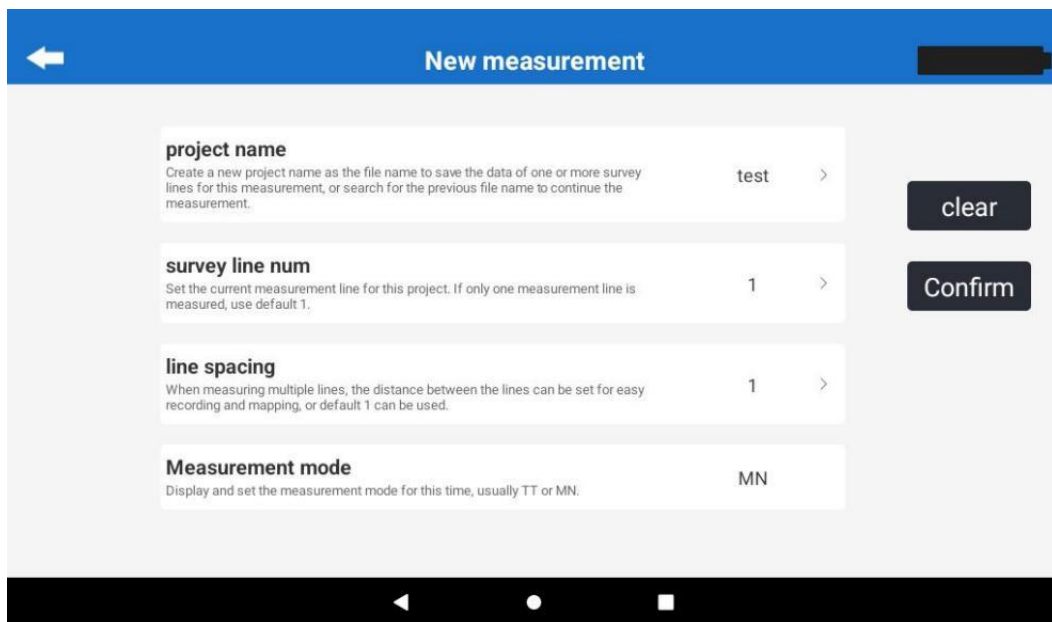 New measurement
project name
Create a new project name as the file name to save the data of one or more survey
lines for this measurement, or search for the previous file name to continue the
measurement.
test
clear
survey line num
Set the current measurement line for this project. If only one measurement line is
measured, use default 1.
1
Confirm
line spacing
When measuring multiple lines, the distance between the lines can be set for easy
recording and mapping, or default 1 can be used.
1
Measurement mode
Display and set the measurement mode for this time, usually TT or MN.
MN